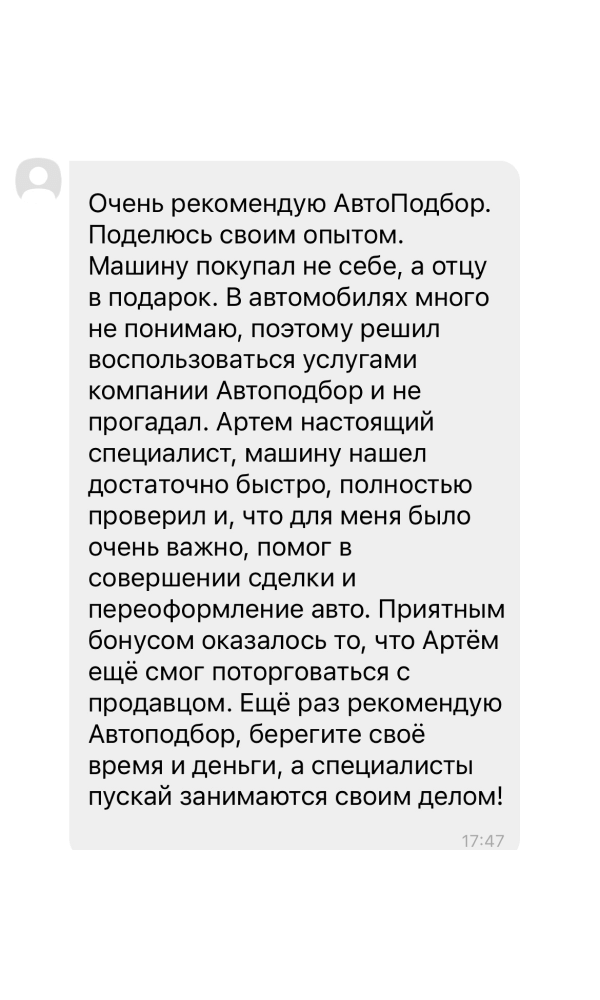 Очень рекомендую АвтоПодбор.
Поделюсь своим опытом.
Машину покупал не себе, а отцу
в подарок. В автомобилях много
не понимаю, поэтому решил
воспользоваться услугами
компании Автоподбор и не
прогадал. Артем настоящий
специалист, машину нашел
достаточно быстро, полностью
проверил и, что для меня было
очень важно, помог в
совершении сделки и
переоформление авто. Приятным
бонусом оказалось то, что Артём
ещё смог поторговаться с
продавцом. Ещё раз рекомендую
Автоподбор, берегите своё
время и деньги, а специалисты
пускай занимаются своим делом!
17:47